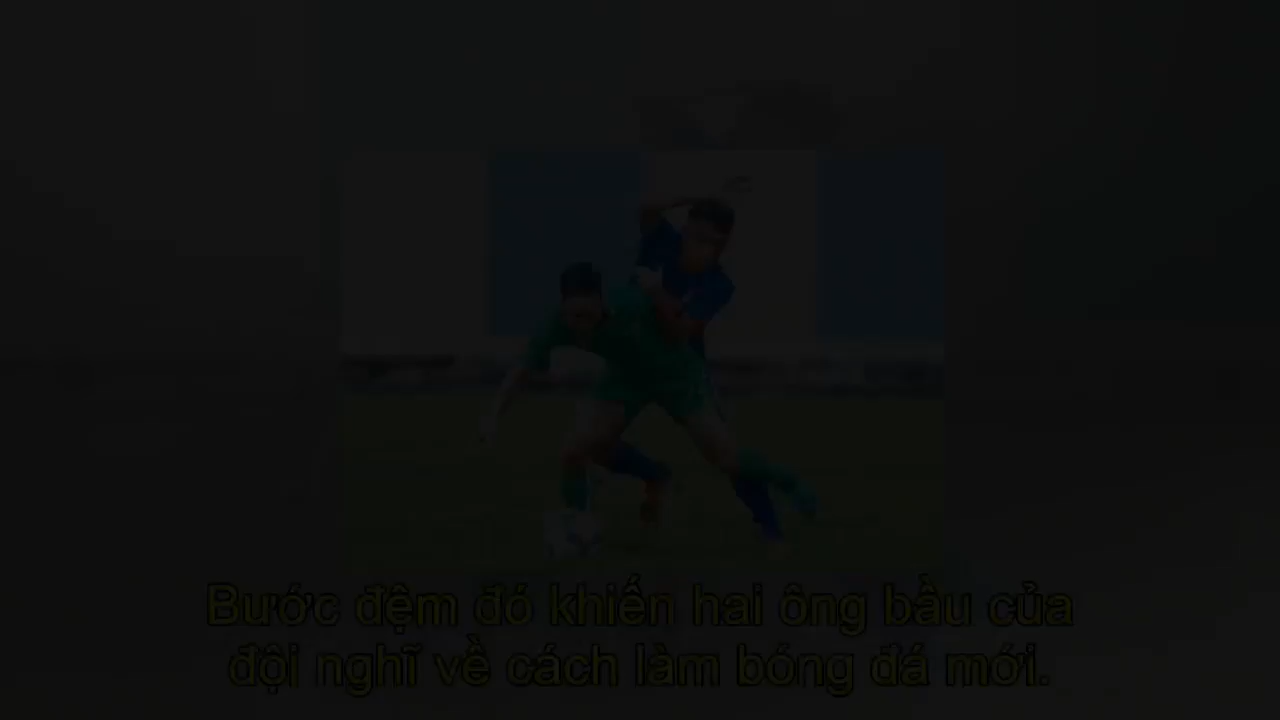 Bước đệm đó khiến hai ông bầu của
đội nghĩ về cách làm bóng đá mới.